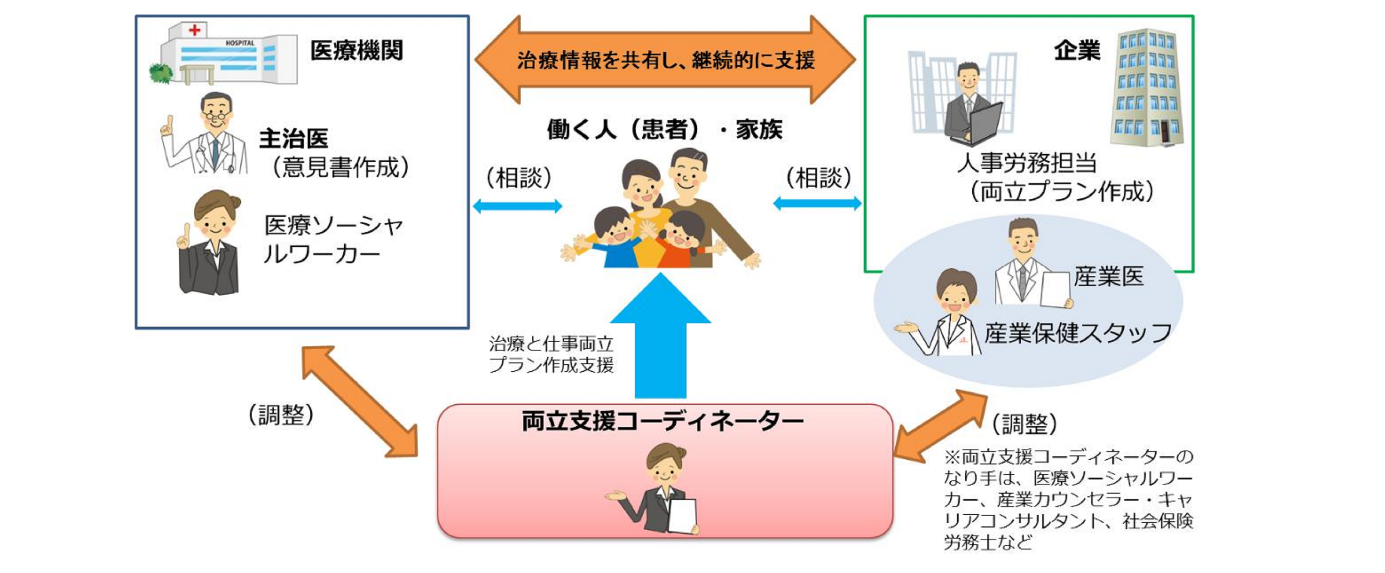 HOSPITAL
医療機関
主治医
（意見書作成）
医療ソーシャ
ルワーカー
治療情報を共有し、継続的に支援
働く人（患者）・家族
（相談）
（相談）
企業
人事労務担当
（両立プラン作成）
産業医
産業保健スタッフ
治療と仕事両立
プラン作成支援
（調整）
両立支援コーディネーター
（調整）
※両立支援コーディネーターの
なり手は、医療ソーシャルワー
カー、産業カウンセラー・キャ
リアコンサルタント、社会保険
労務士など